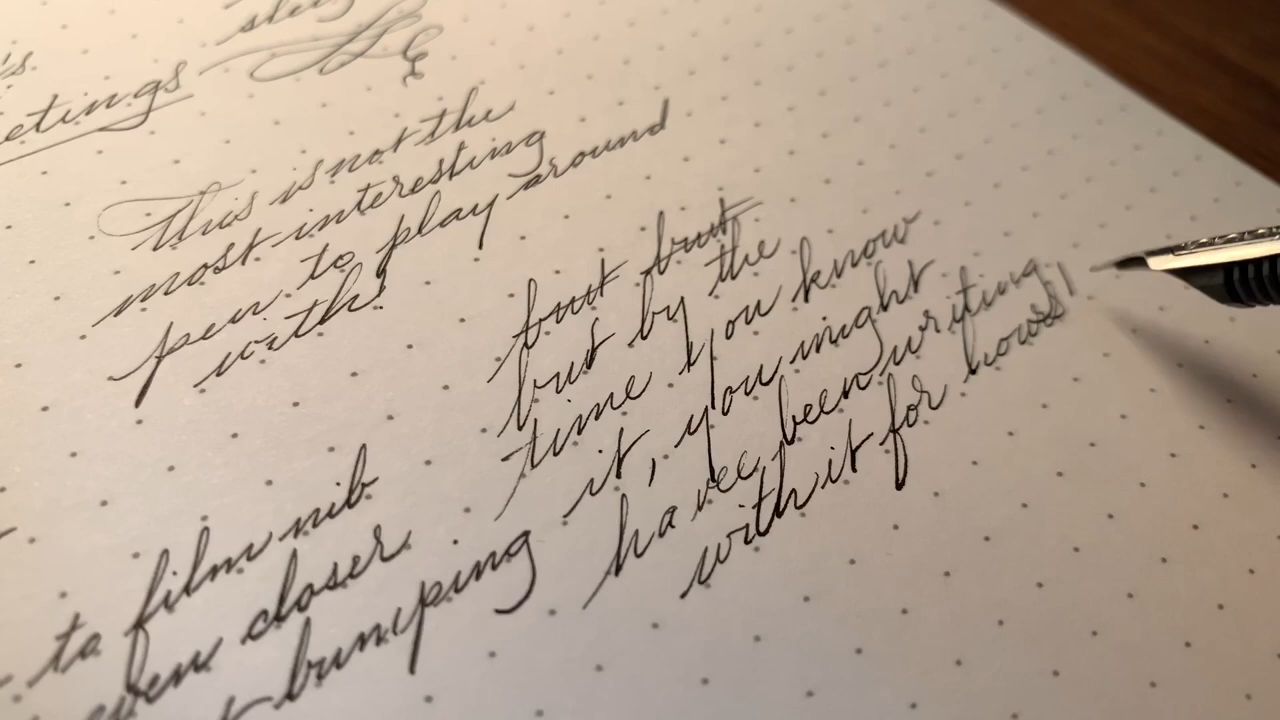 etings
This is not the
most interesting
pen to play around
with!
but but
but by the
time you know
it, you might
havee been writing
with it for hours!
to film nib
even closer
bumping